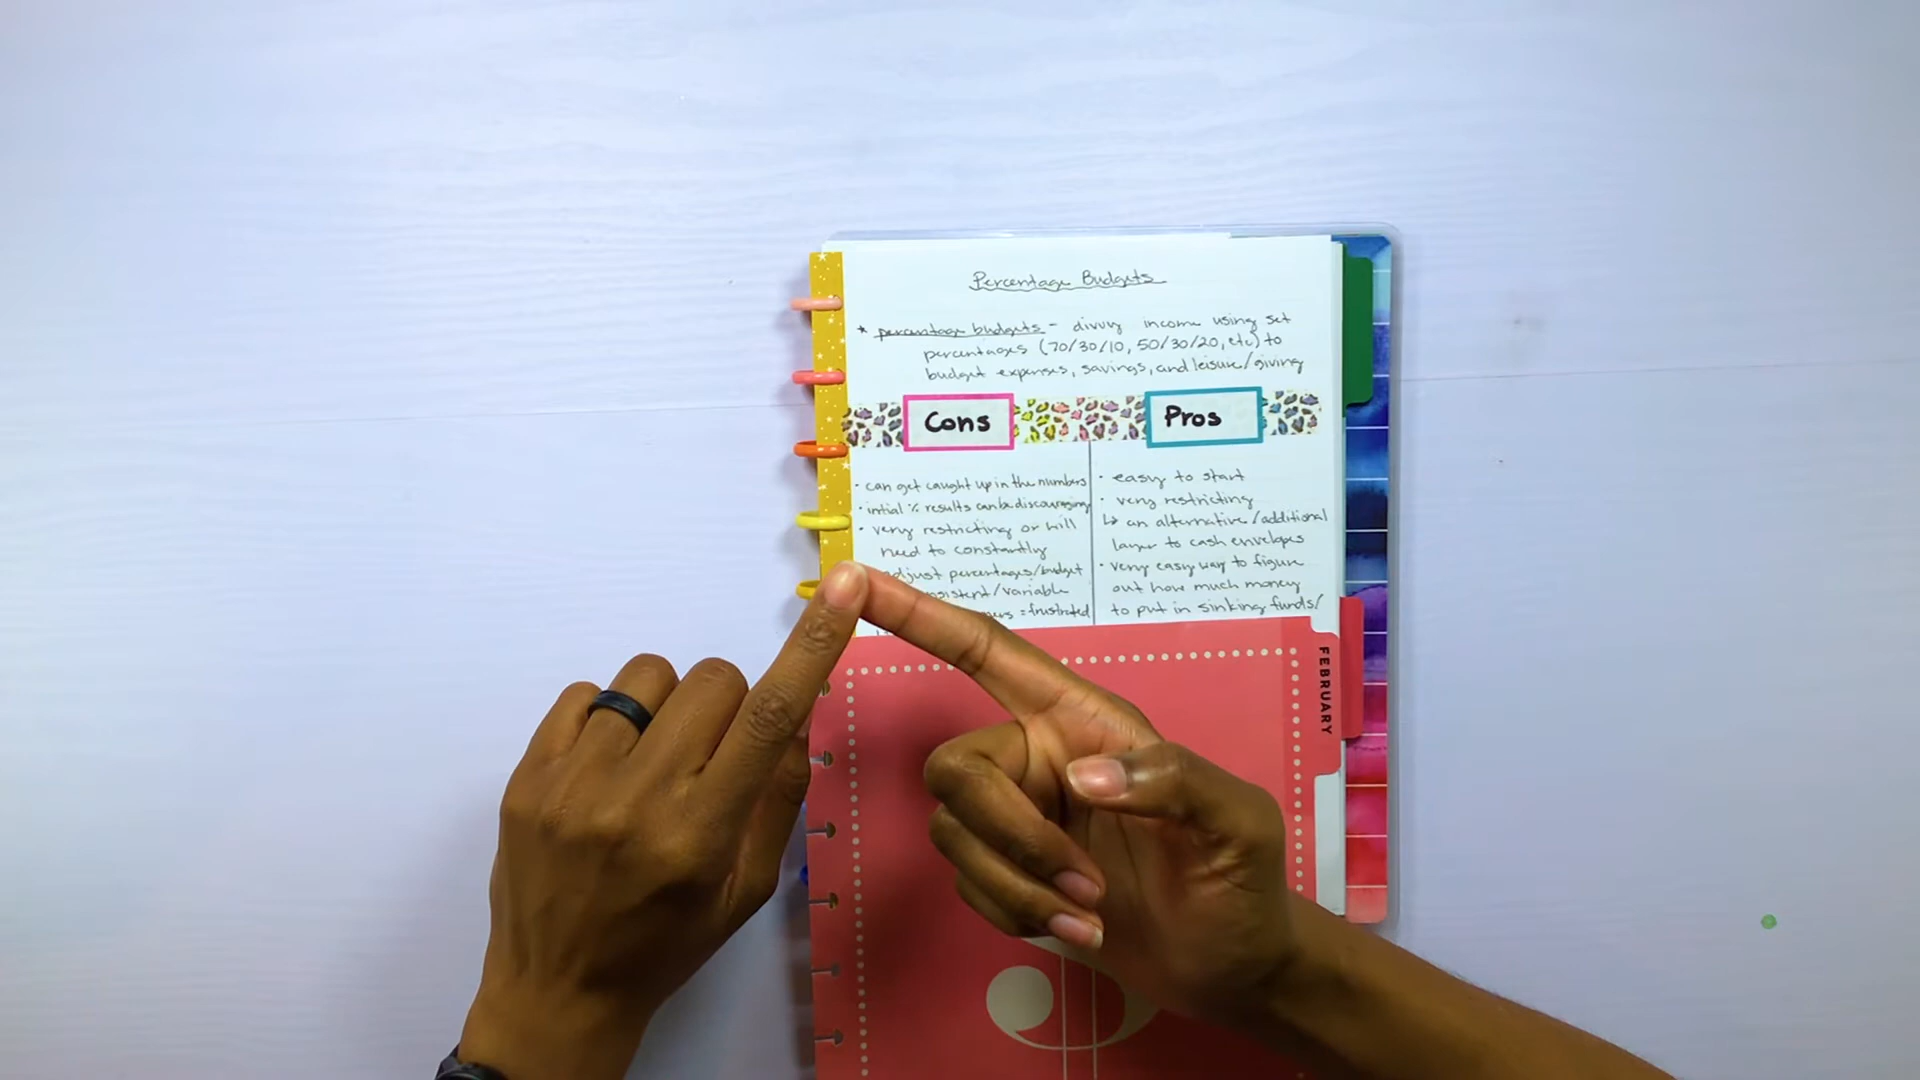 Percentage Budgets
* percentage budgets - divvy income using set
percentages (70/30/10, 50/30/20, etc) to
budget expenses, savings, and leisure/giving
Cons
Pros
· can get caught up in the numbers
· intial % results can be discouraging
· very restricting or will
need to constantly
adjust percentages/budget
/variable
= frustrated
· easy to start
· very restricting
↳ an alternative/additional
layer to cash envelopes
· very easy way to figure
out how much money
to put in sinking funds/
FEBRUARY